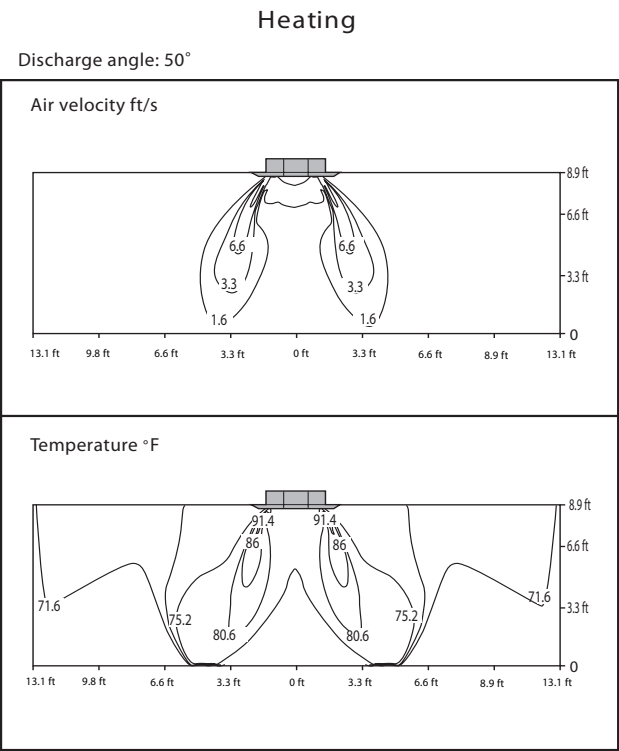 Heating
Discharge angle: 50°
Air velocity ft/s
8.9 ft
6.6 ft
6.6 6.6
3.3 ft
3.3 3.3
1.6 1.6
0
13.1 ft 9.8 ft 6.6 ft 3.3 ft 0 ft 3.3 ft 6.6 ft 8.9 ft 13.1 ft
Temperature °F
8.9 ft
91.4 91.4
86 86
6.6 ft
71.6 71.6
3.3 ft
75.2 75.2
80.6 80.6
0
13.1 ft 9.8 ft 6.6 ft 3.3 ft 0 ft 3.3 ft 6.6 ft 8.9 ft 13.1 ft